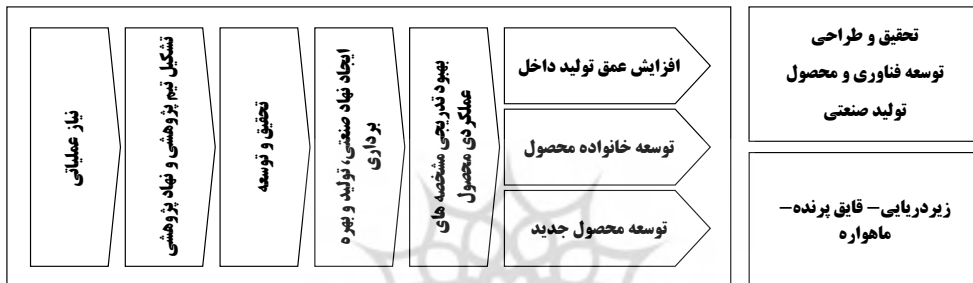 تحقیق و طراحی
توسعه فناوری و محصول
تولید صنعتی
زیردریایی– قایق پرنده–
ماهواره
نیاز عملیاتی
تشکیل تیم پژوهشی و نهاد پژوهشی
تحقیق و توسعه
ایجاد نهاد صنعتی، تولید و بهره
برداری
بهبود تدریجی مشخصه های
عملکردی محصول
افزایش عمق تولید داخل
توسعه خانواده محصول
توسعه محصول جدید